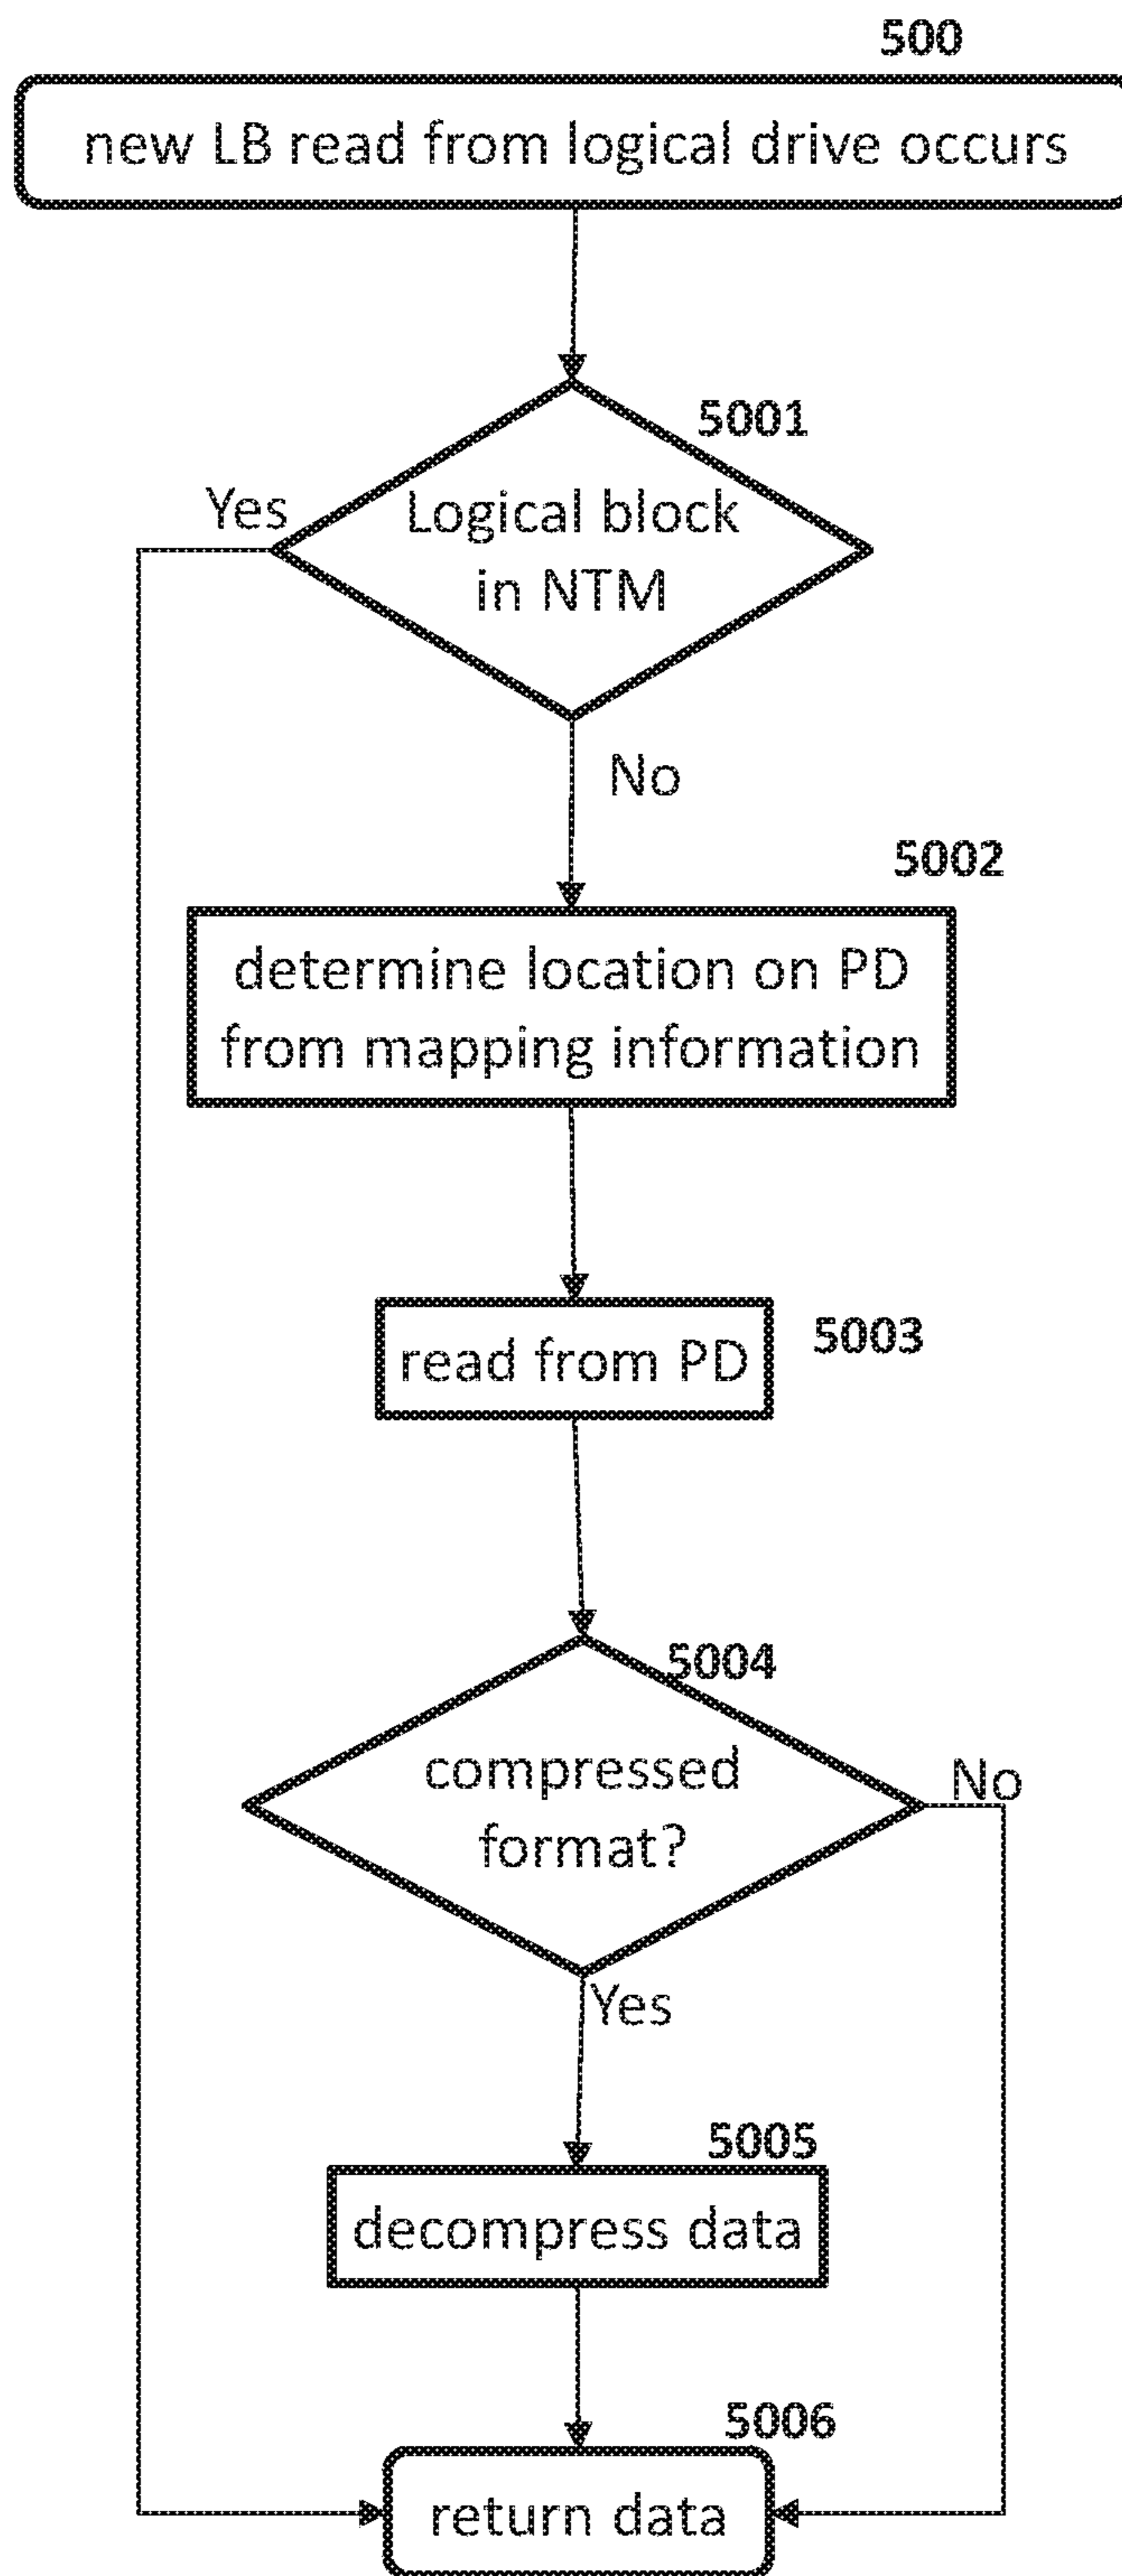 500
new LB read from logical drive occurs
5001
Yes
Logical block
in NTM
No
5002
determine location on PD
from mapping information
5003
read from PD
5004
compressed
format?
No
Yes
5005
decompress data
5006
return data